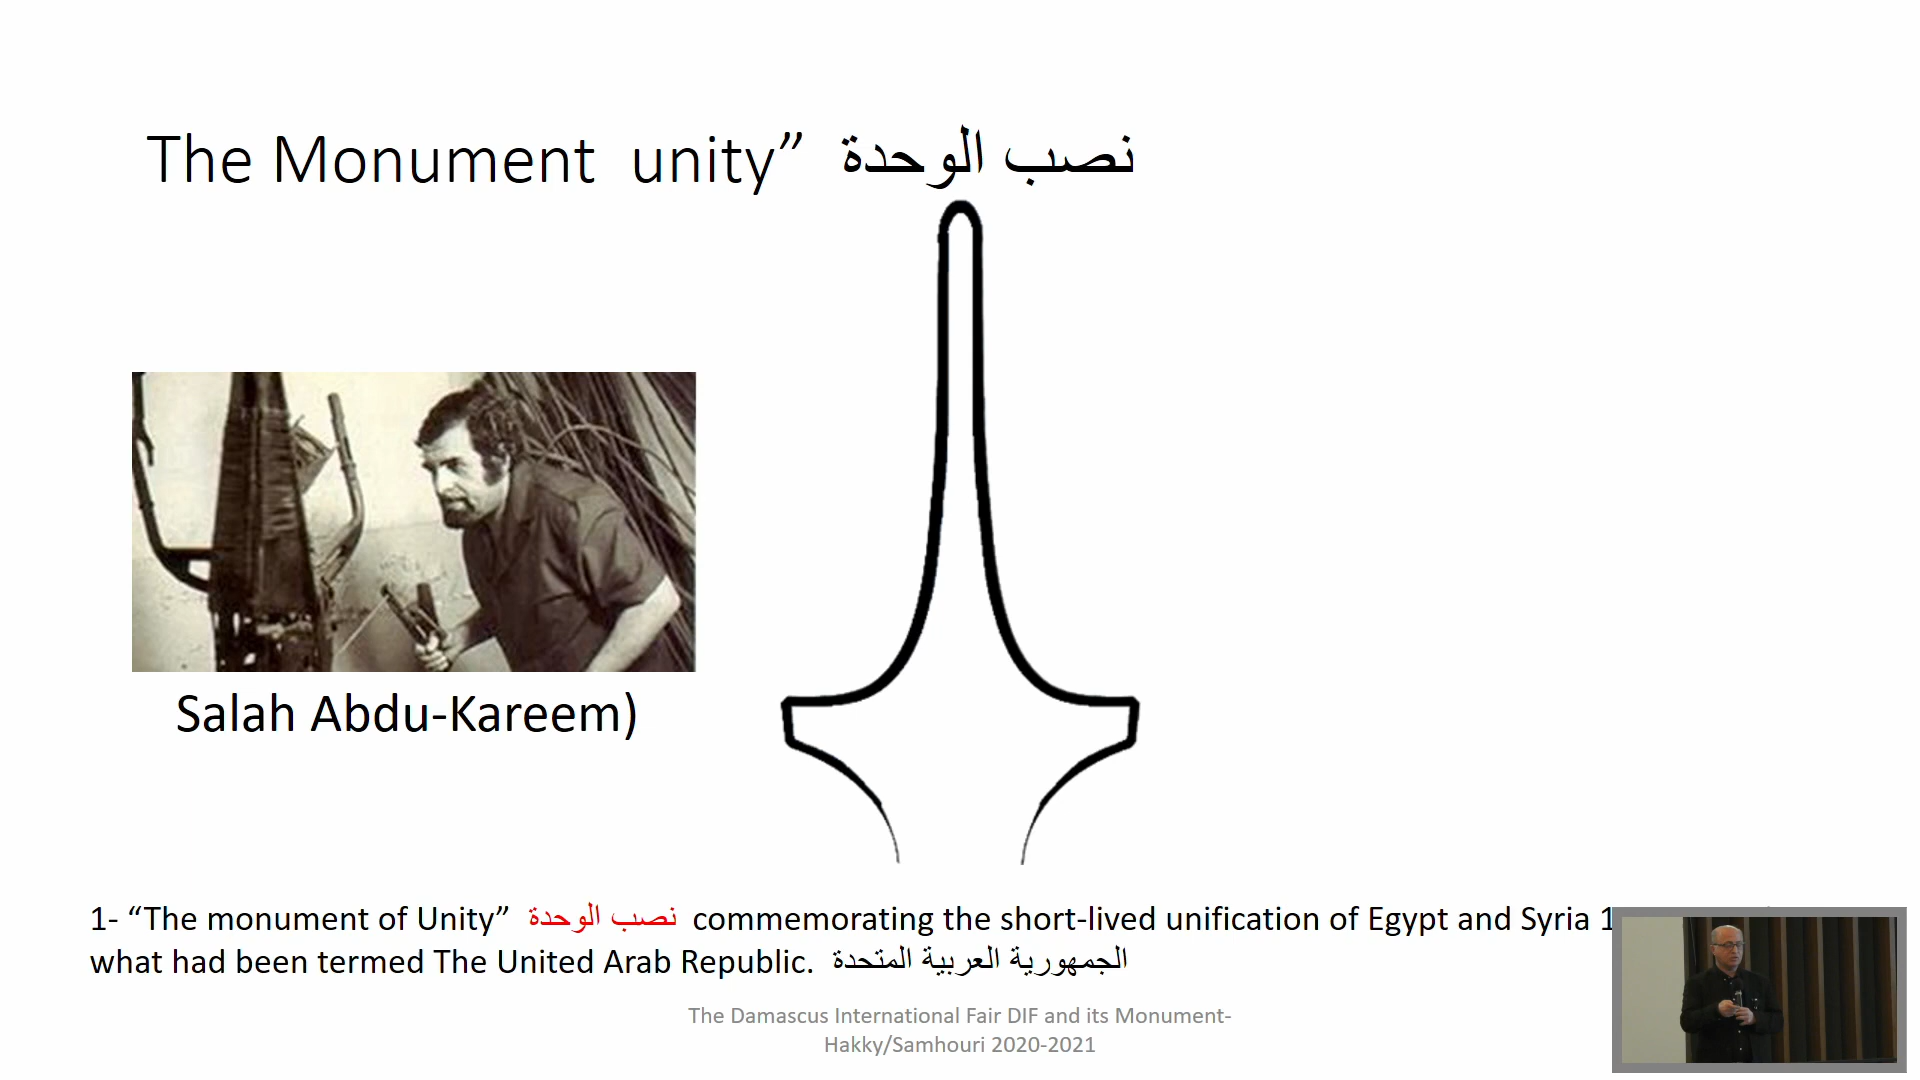 The Monument  unity” نصب الوحدة
Salah Abdu-Kareem)
1- “The monument of Unity” نصب الوحدة commemorating the short-lived unification of Egypt and Syria 1
what had been termed The United Arab Republic. الجمهورية العربية المتحدة
The Damascus International Fair DIF and its Monument-
Hakky/Samhouri 2020-2021